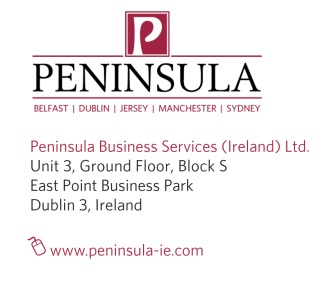 P
PENINSULA
BELFAST | DUBLIN | JERSEY | MANCHESTER | SYDNEY
Peninsula Business Services (Ireland) Ltd.
Unit 3, Ground Floor, Block S
East Point Business Park
Dublin 3, Ireland
www.peninsula-ie.com